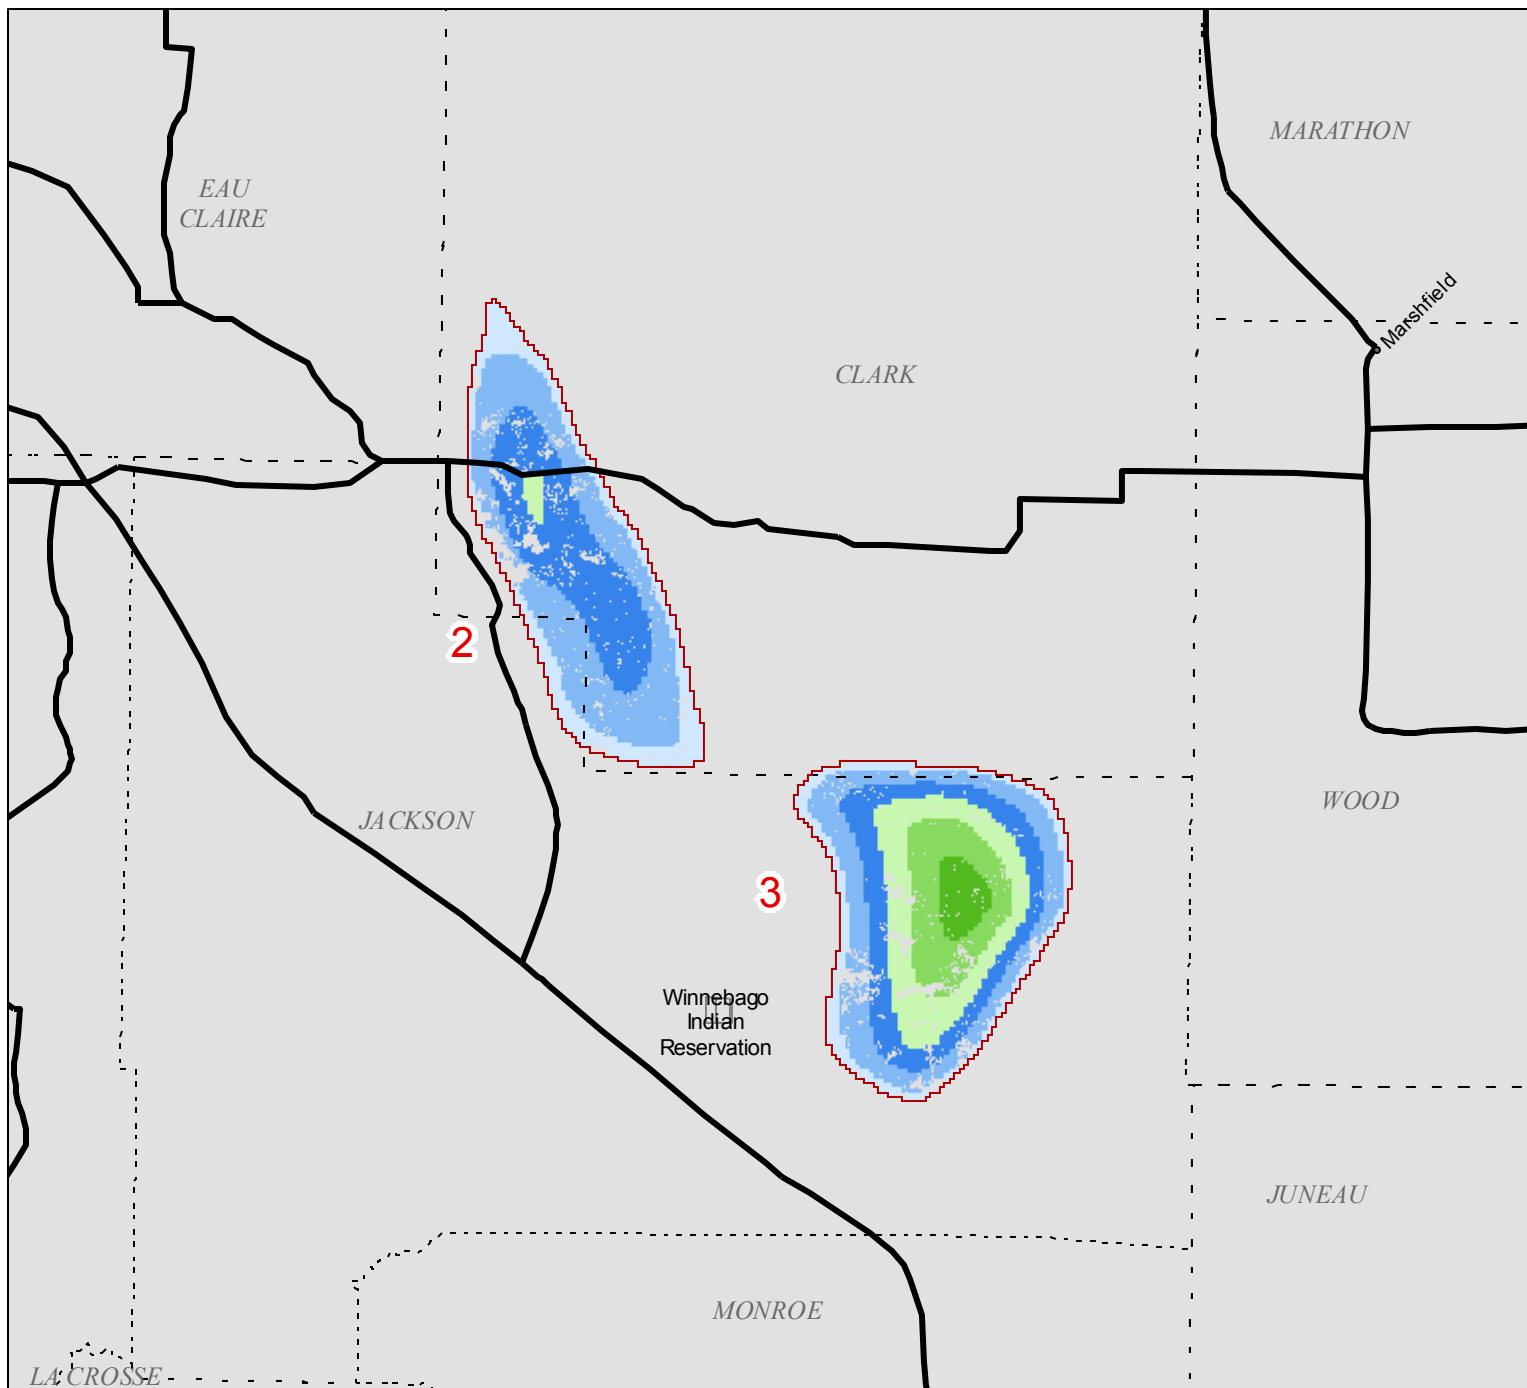 MARATHON
EAU
CLAIRE
Marshfield
CLARK
2
WOOD
JACKSON
3
Winnebago
Indian
Reservation
JUNEAU
MONROE
LA CROSSE